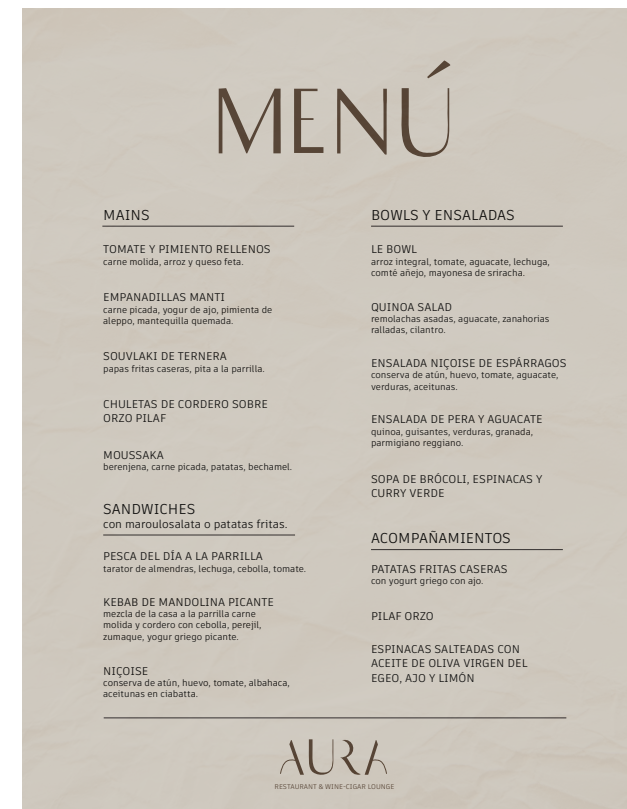 MENÚ
MAINS
TOMATE Y PIMIENTO RELLENOS
carne molida, arroz y queso feta.
EMPANADILLAS MANTI
carne picada, yogur de ajo, pimienta de
aleppo, mantequilla quemada.
SOUVLAKI DE TERNERA
papas fritas caseras, pita a la parrilla.
CHULETAS DE CORDERO SOBRE
ORZO PILAF
MOUSSAKA
berenjena, carne picada, patatas, bechamel.
SANDWICHES
con maroulosalata o patatas fritas.
PESCA DEL DÍA A LA PARRILLA
tarator de almendras, lechuga, cebolla, tomate.
KEBAB DE MANDOLINA PICANTE
mezcla de la casa a la parrilla carne
molida y cordero con cebolla, perejil,
zumaque, yogur griego picante.
NIÇOISE
conserva de atún, huevo, tomate, albahaca,
aceitunas en ciabatta.
BOWLS Y ENSALADAS
LE BOWL
arroz integral, tomate, aguacate, lechuga,
comté añejo, mayonesa de sriracha.
QUINOA SALAD
remolachas asadas, aguacate, zanahorias
ralladas, cilantro.
ENSALADA NIÇOISE DE ESPÁRRAGOS
conserva de atún, huevo, tomate, aguacate,
verduras, aceitunas.
ENSALADA DE PERA Y AGUACATE
quinoa, guisantes, verduras, granada,
parmigiano reggiano.
SOPA DE BRÓCOLI, ESPINACAS Y
CURRY VERDE
ACOMPAÑAMIENTOS
PATATAS FRITAS CASERAS
con yogurt griego con ajo.
PILAF ORZO
ESPINACAS SALTEADAS CON
ACEITE DE OLIVA VIRGEN DEL
EGEO, AJO Y LIMÓN
AURA
RESTAURANT & WINE-CIGAR LOUNGE